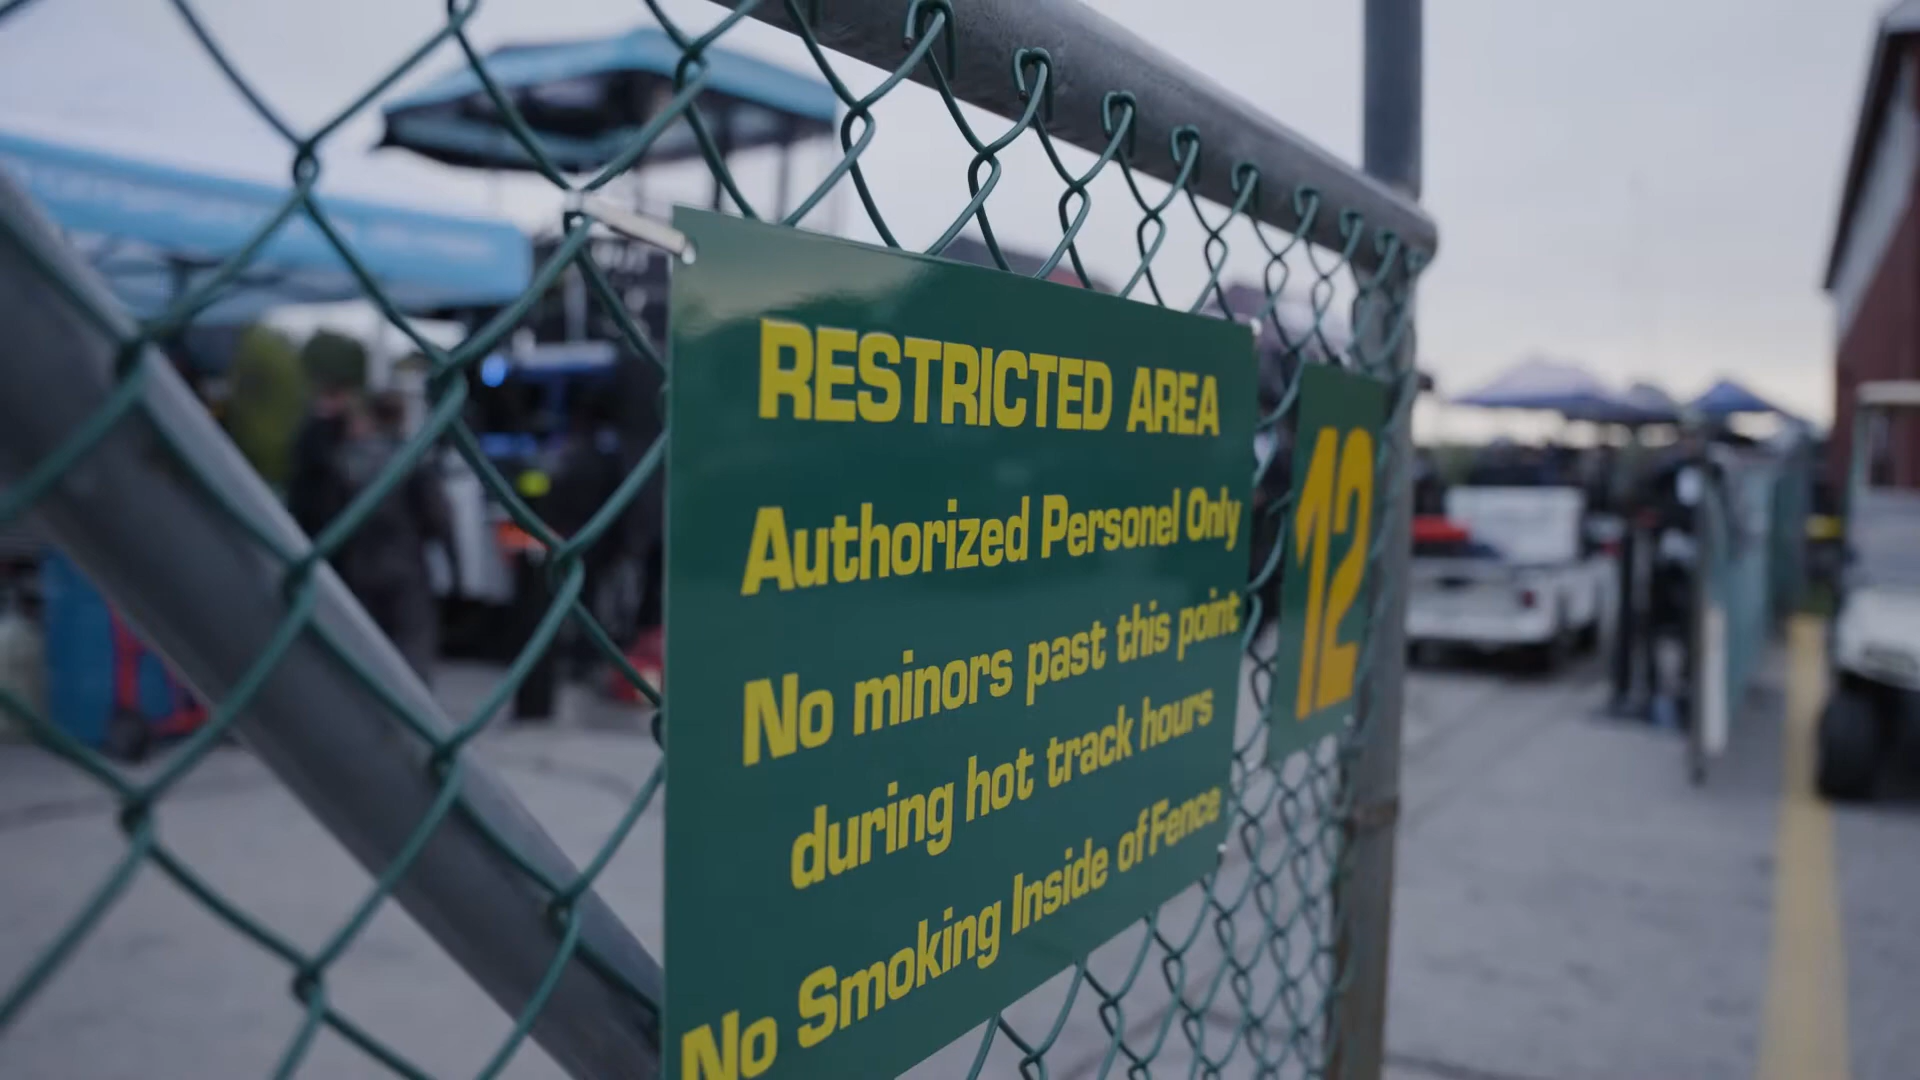 RESTRICTED AREA
Authorized Personel Only
No minors past this point
during hot track hours
No Smoking Inside of Fence
12